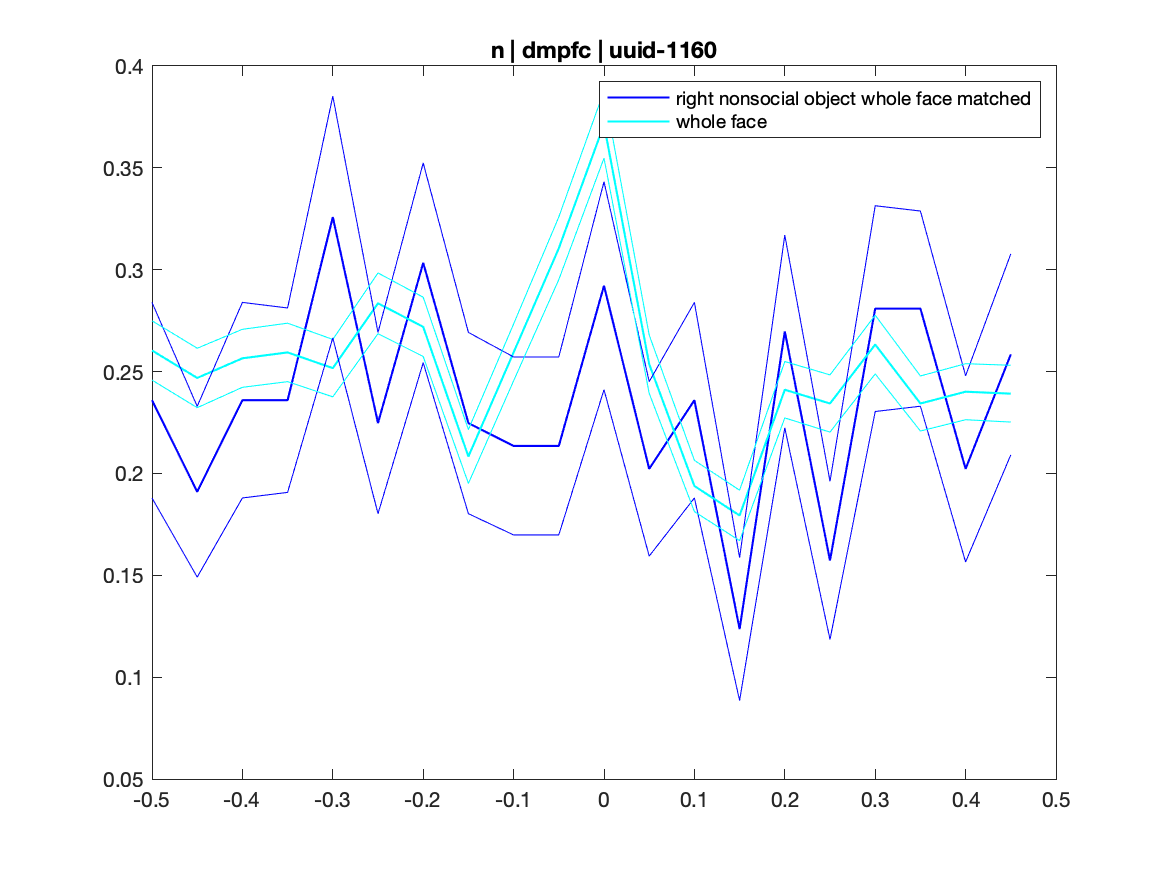 n | dmpfc | uuid-1160
right nonsocial object whole face matched
whole face
0.4
0.35
0.3
0.25
0.2
0.15
0.1
0.05
-0.5 -0.4 -0.3 -0.2 -0.1 0 0.1 0.2 0.3 0.4 0.5